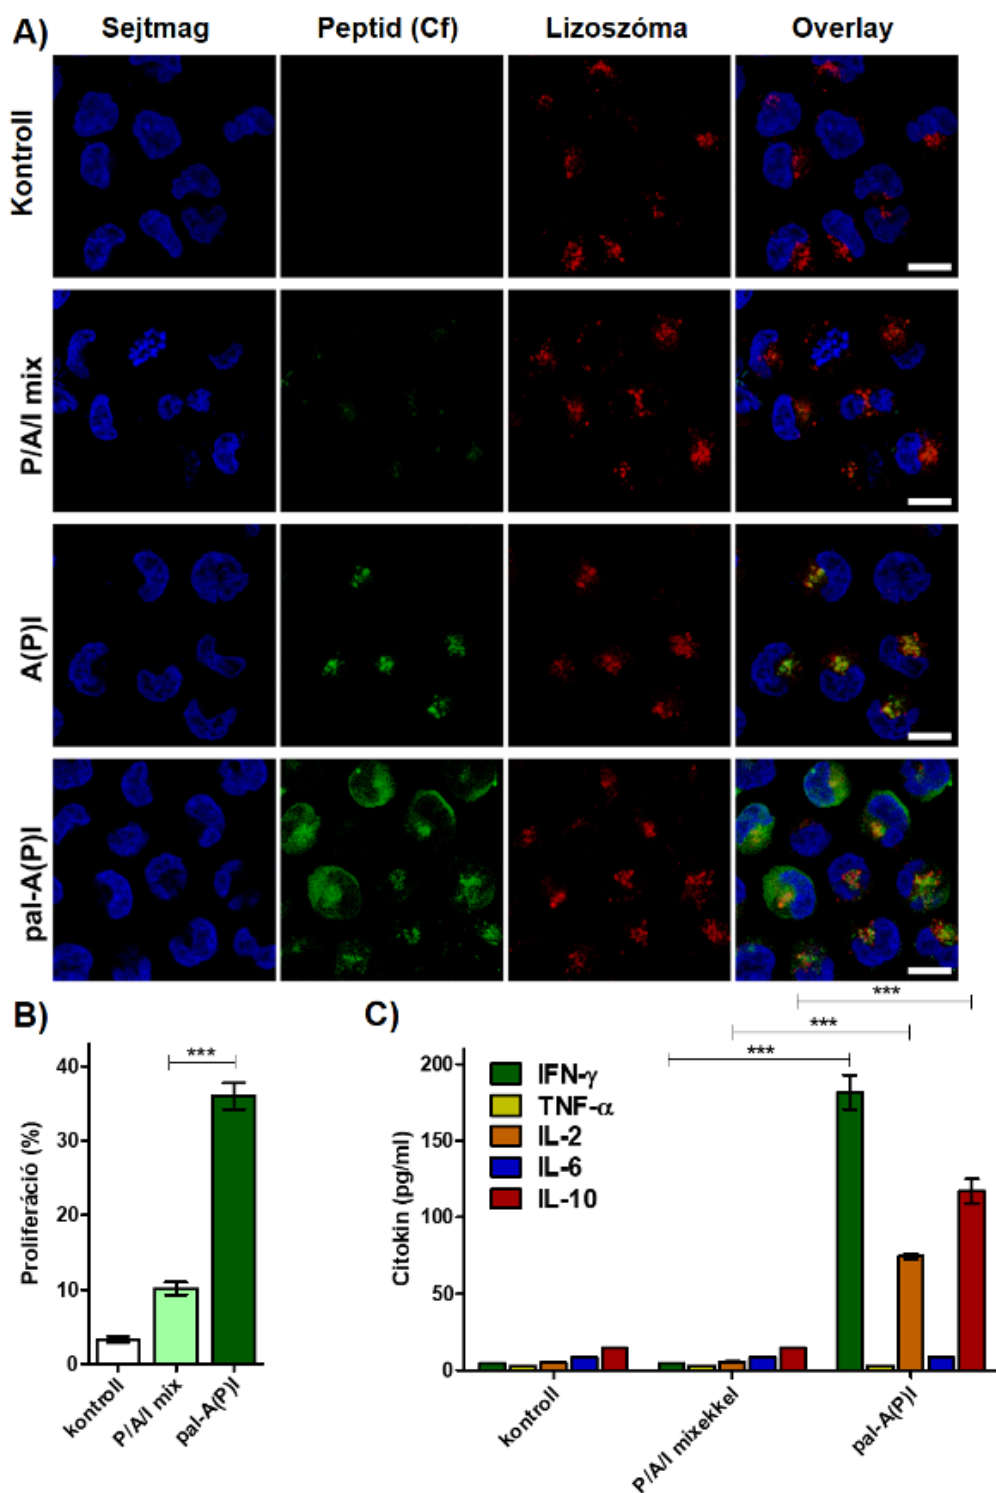 A) Sejtmag Peptid (Cf) Lizoszóma Overlay
Kontroll
P/A/I mix
A(P)I
pal-A(P)I
B)
***
Proliferáció (%)
40
30
20
10
0
kontroll
P/A/I mix
pal-A(P)I
C)
***
***
***
Citokin (pg/ml)
200
150
100
50
0
IFN-γ
TNF-α
IL-2
IL-6
IL-10
kontroll
P/A/I mixekkel
pal-A(P)I